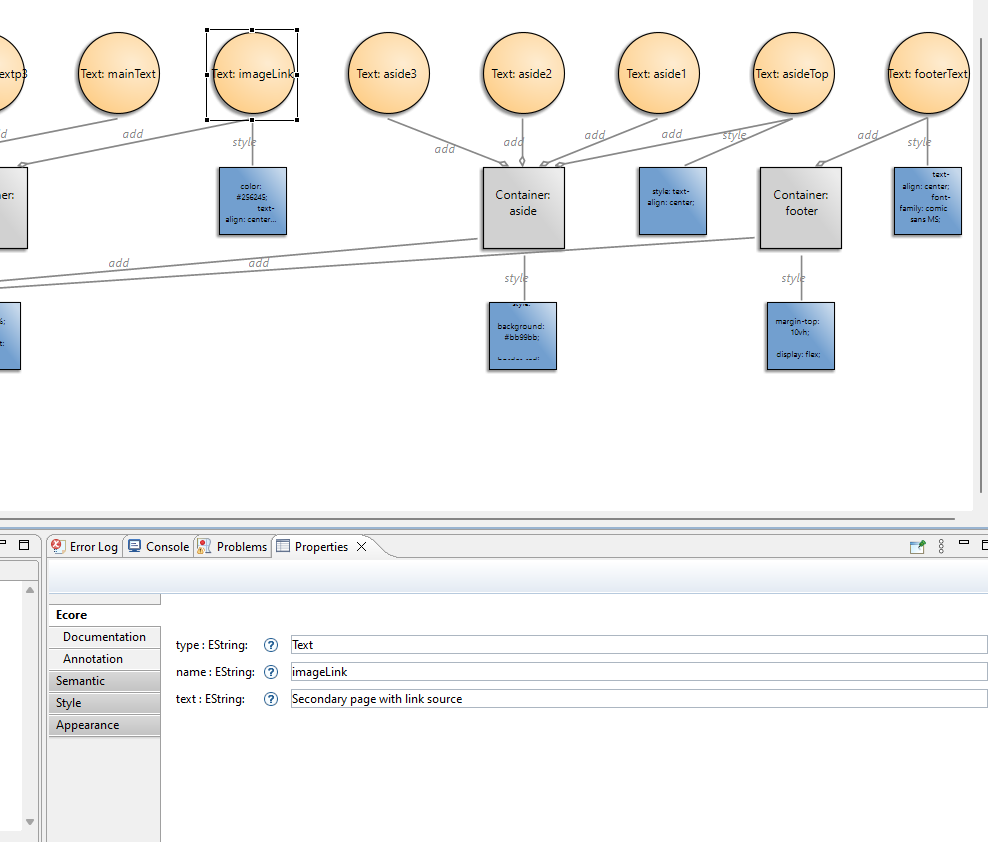 extp3
Text: mainText
Text: imageLink
Text: aside3
Text: aside2
Text: aside1
Text: asideTop
Text: footerText
add
style
add
add
add
add
style
add
style
color:
#256245;
text-
align: center...
Container:
aside
style: text-
align: center;
Container:
footer
text-
align: center;
font-
family: comic
sans MS;
er:
add
add
style
style
background:
#bb99bb;
margin-top:
10vh;
display: flex;
Error Log
Console
Problems
Properties
Ecore
Documentation
Annotation
Semantic
Style
Appearance
type : EString:
Text
name : EString:
imageLink
text : EString:
Secondary page with link source